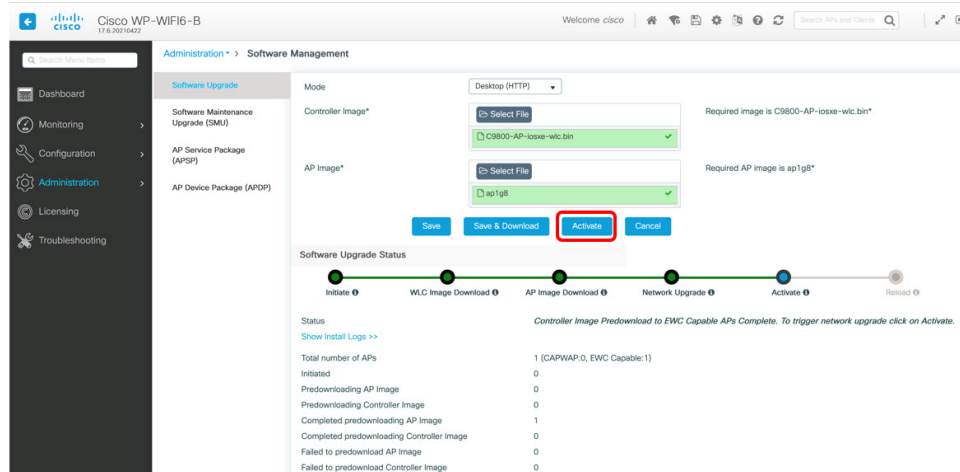 cisco
Cisco WP-WIFI6-B
17.6.20210422
Welcome cisco
Search APs and Clients
Search Menu Items
Administration > Software Management
Dashboard
Monitoring
Configuration
Administration
Licensing
Troubleshooting
Software Upgrade
Software Maintenance
Upgrade (SMU)
AP Service Package
(APSP)
AP Device Package (APDP)
Mode
Desktop (HTTP)
Controller Image*
Select File
Required image is C9800-AP-iosxe-wlc.bin*
C9800-AP-iosxe-wlc.bin
AP Image*
Select File
Required AP image is ap1g8*
ap1g8
Save
Save & Download
Activate
Cancel
Software Upgrade Status
Initiate
WLC Image Download
AP Image Download
Network Upgrade
Activate
Reload
Status
Controller Image Predownload to EWC Capable APs Complete. To trigger network upgrade click on Activate.
Show Install Logs >>
Total number of APs 1 (CAPWAP:0, EWC Capable:1)
Initiated 0
Predownloading AP Image 0
Predownloading Controller Image 0
Completed predownloading AP Image 1
Completed predownloading Controller Image 0
Failed to predownload AP Image 0
Failed to predownload Controller Image 0